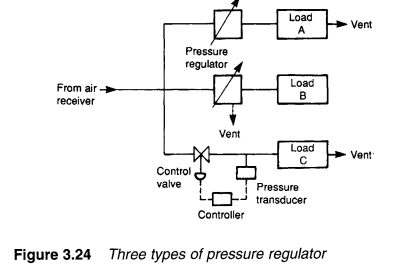 Load
A
Vent
Pressure
regulator
From air
receiver
Load
B
Vent
Load
C
Vent
Control
valve
Pressure
transducer
Controller
Figure 3.24 Three types of pressure regulator